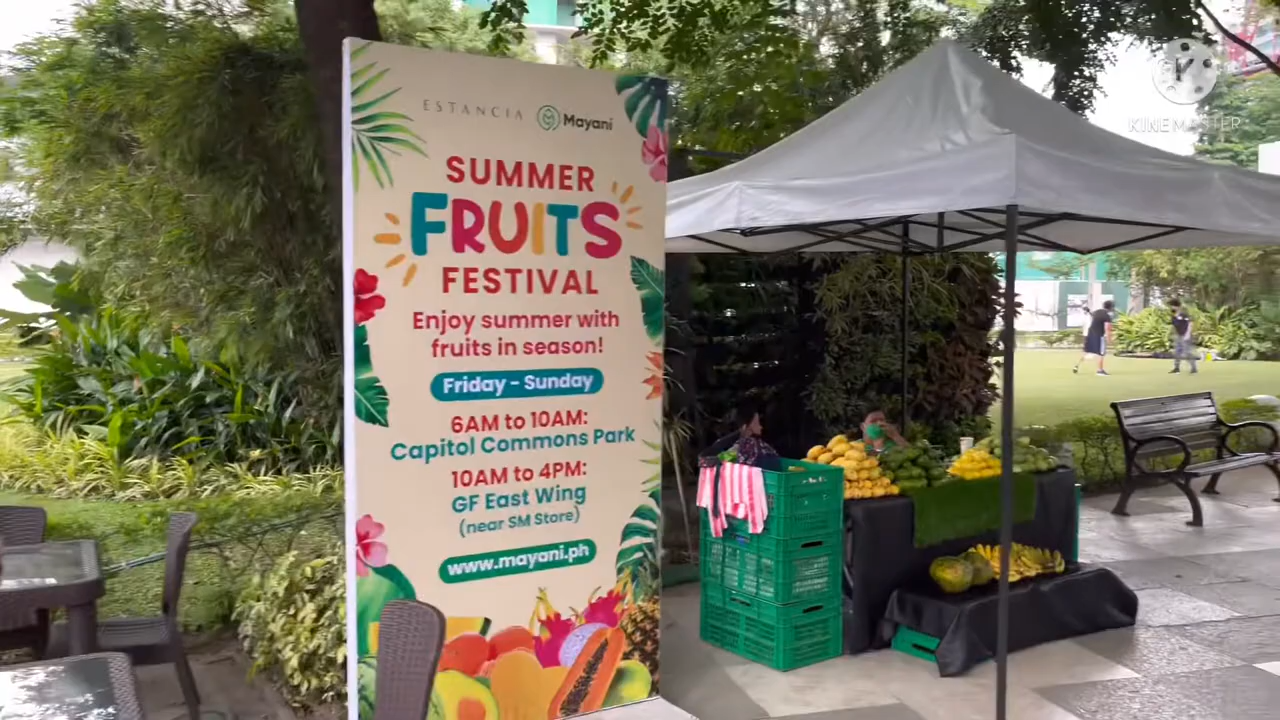 ESTANCIA Mayani
SUMMER
FRUITS
FESTIVAL
Enjoy summer with
fruits in season!
Friday - Sunday
6AM to 10AM:
Capitol Commons Park
10AM to 4PM:
GF East Wing
(near SM Store)
www.mayani.ph
K
KINEMASTER